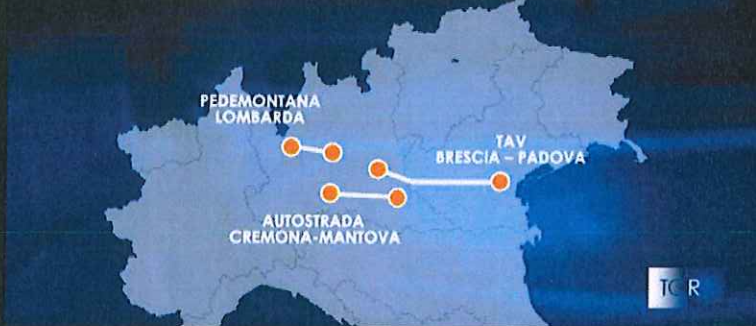 PEDEMONTANA
LOMBARDA
TAV
BRESCIA – PADOVA
AUTOSTRADA
CREMONA-MANTOVA
TGR